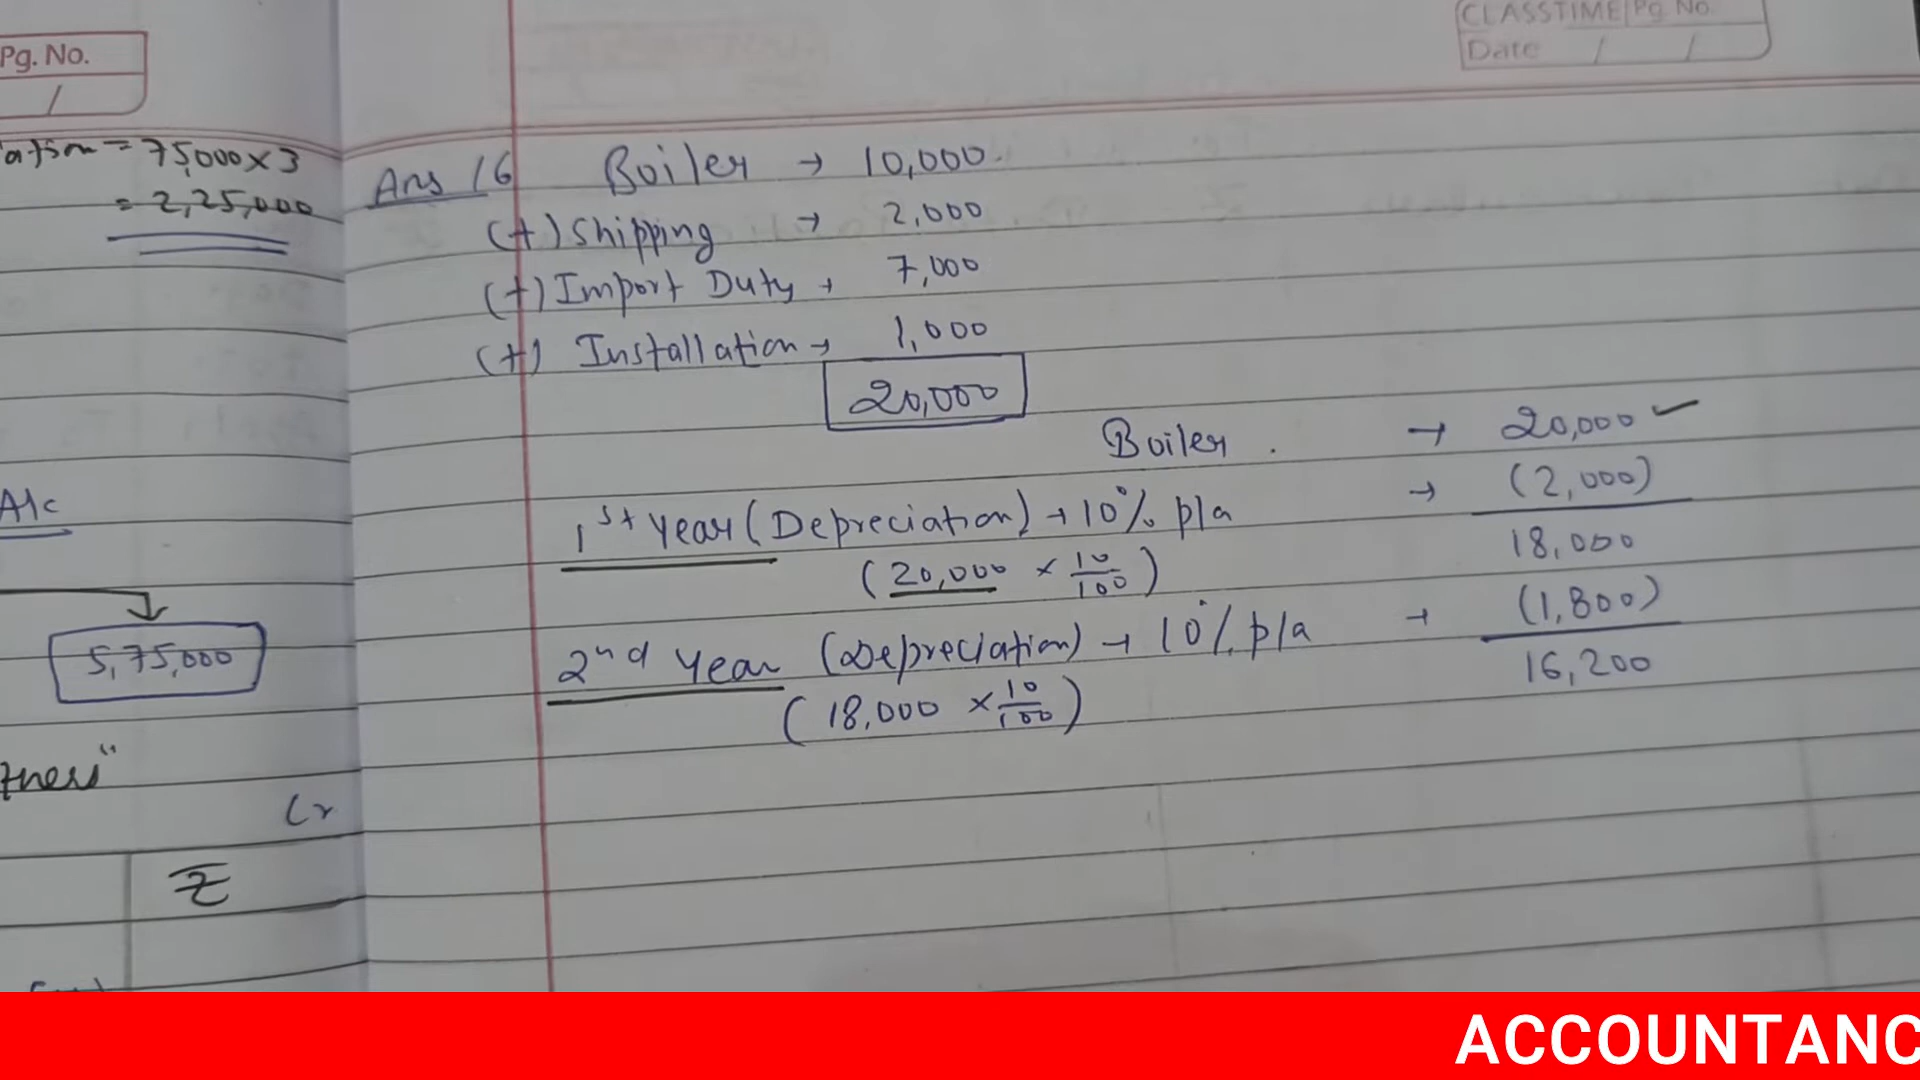 Pg. No.
/
= 75,000 x 3
= 2,25,000
A/c
5,75,000
Cr
₹
CLASSTIME Pg. No.
Date / /
Ans 16 Boiler → 10,000
(+) Shipping → 2,000
(+) Import Duty → 7,000
(+) Installation → 1,000
20,000
Boiler . → 20,000 ✓
1st Year (Depreciation) → 10% p/a → (2,000)
18,000
(20,000 × 10/100)
2nd Year (Depreciation) → 10% p/a → (1,800)
16,200
(18,000 × 10/100)
ACCOUNTANC